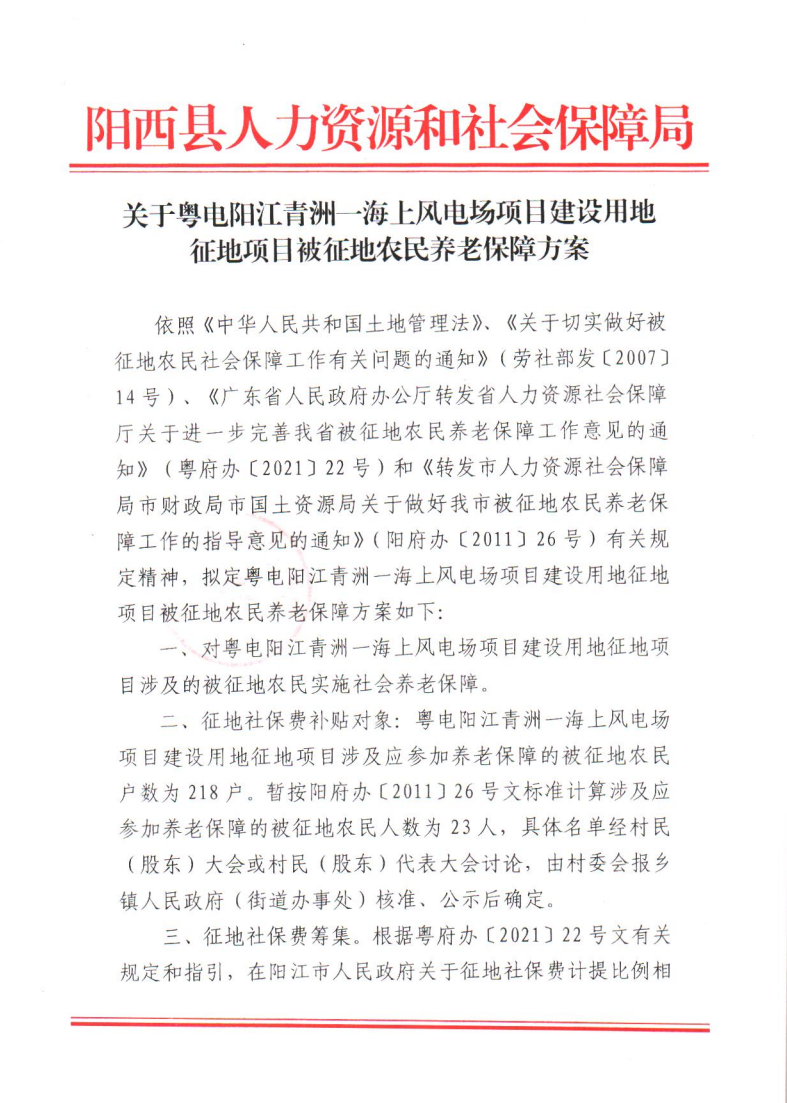 阳西县人力资源和社会保障局
关于粤电阳江青洲一海上风电场项目建设用地
征地项目被征地农民养老保障方案
依照《中华人民共和国土地管理法》、《关于切实做好被
征地农民社会保障工作有关问题的通知》（劳社部发〔2007〕
14号）、《广东省人民政府办公厅转发省人力资源社会保障
厅关于进一步完善我省被征地农民养老保障工作意见的通
知》（粤府办〔2021〕22号）和《转发市人力资源社会保障
局市财政局市国土资源局关于做好我市被征地农民养老保
障工作的指导意见的通知》（阳府办〔2011〕26号）有关规
定精神，拟定粤电阳江青洲一海上风电场项目建设用地征地
项目被征地农民养老保障方案如下：
一、对粤电阳江青洲一海上风电场项目建设用地征地项
目涉及的被征地农民实施社会养老保障。
二、征地社保费补贴对象：粤电阳江青洲一海上风电场
项目建设用地征地项目涉及应参加养老保障的被征地农民
户数为218户。暂按阳府办〔2011〕26号文标准计算涉及应
参加养老保障的被征地农民人数为23人，具体名单经村民
（股东）大会或村民（股东）代表大会讨论，由村委会报乡
镇人民政府（街道办事处）核准、公示后确定。
三、征地社保费筹集。根据粤府办〔2021〕22号文有关
规定和指引，在阳江市人民政府关于征地社保费计提比例相